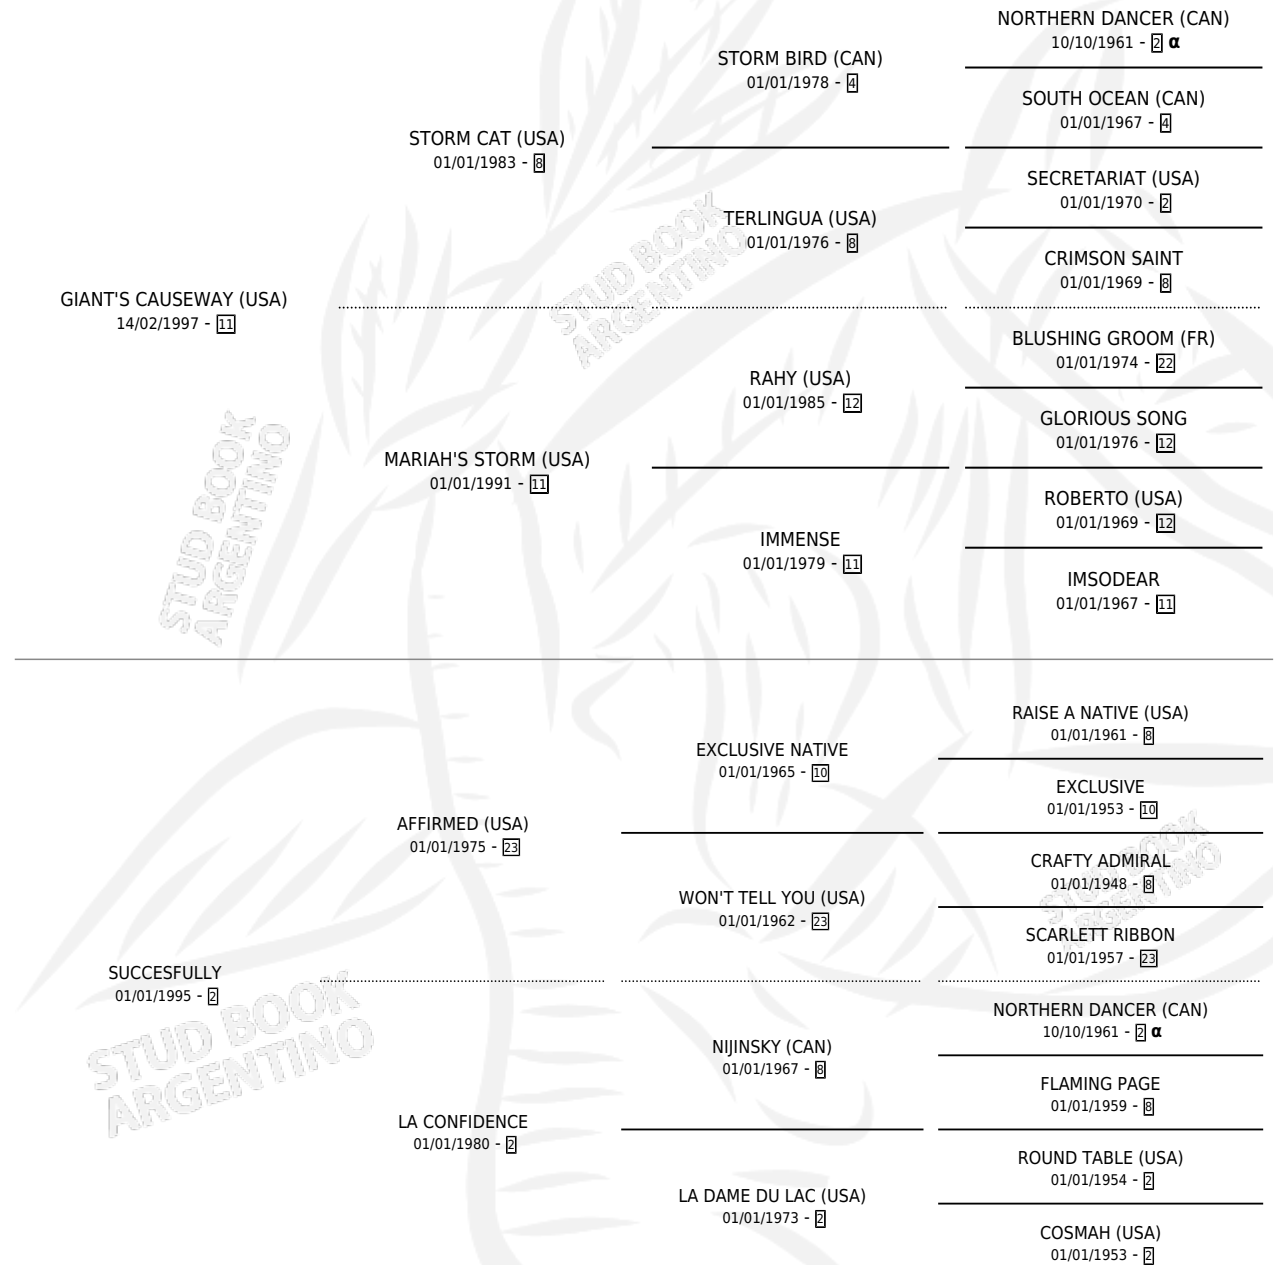 NORTHERN DANCER (CAN)
10/10/1961 - 2 α
STORM BIRD (CAN)
01/01/1978 - 4
SOUTH OCEAN (CAN)
01/01/1967 - 4
STORM CAT (USA)
01/01/1983 - 8
SECRETARIAT (USA)
01/01/1970 - 2
TERLINGUA (USA)
01/01/1976 - 8
CRIMSON SAINT
01/01/1969 - 8
GIANT'S CAUSEWAY (USA)
14/02/1997 - 11
BLUSHING GROOM (FR)
01/01/1974 - 22
RAHY (USA)
01/01/1985 - 12
GLORIOUS SONG
01/01/1976 - 12
MARIAH'S STORM (USA)
01/01/1991 - 11
ROBERTO (USA)
01/01/1969 - 12
IMMENSE
01/01/1979 - 11
IMSODEAR
01/01/1967 - 11
RAISE A NATIVE (USA)
01/01/1961 - 8
EXCLUSIVE NATIVE
01/01/1965 - 10
EXCLUSIVE
01/01/1953 - 10
AFFIRMED (USA)
01/01/1975 - 23
CRAFTY ADMIRAL
01/01/1948 - 8
WON'T TELL YOU (USA)
01/01/1962 - 23
SCARLETT RIBBON
01/01/1957 - 23
SUCCESFULLY
01/01/1995 - 2
NORTHERN DANCER (CAN)
10/10/1961 - 2 α
NIJINSKY (CAN)
01/01/1967 - 8
FLAMING PAGE
01/01/1959 - 8
LA CONFIDENCE
01/01/1980 - 2
ROUND TABLE (USA)
01/01/1954 - 2
LA DAME DU LAC (USA)
01/01/1973 - 2
COSMAH (USA)
01/01/1953 - 2
STUD BOOK
ARGENTINO
STUD BOOK
ARGENTINO
STUD BOOK
ARGENTINO
STUD BOOK
ARGENTINO